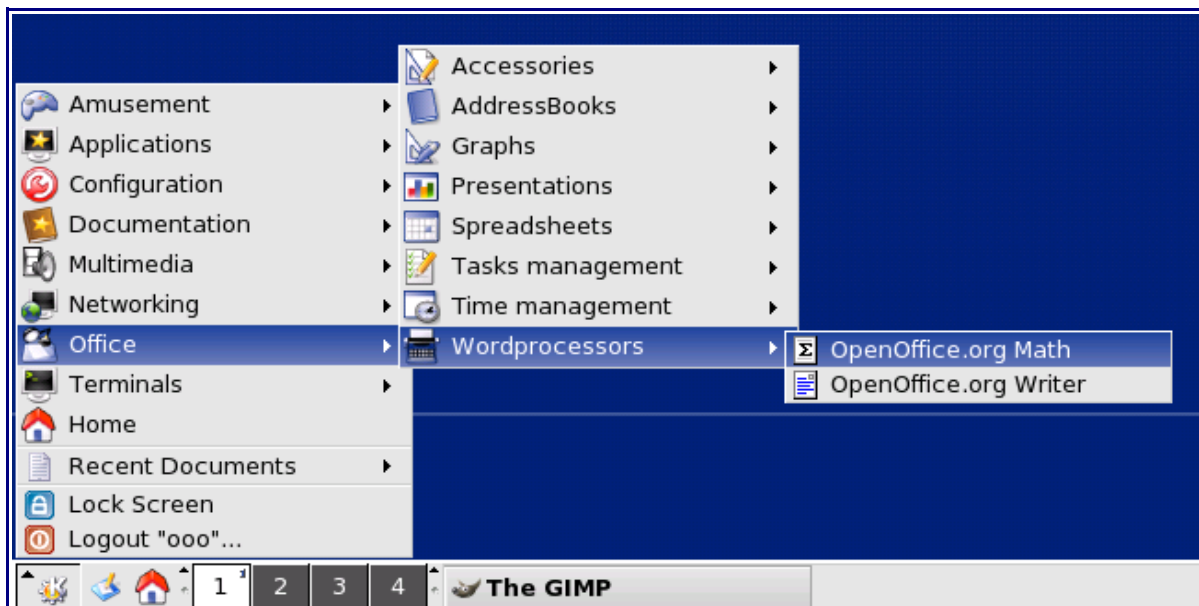 Accessories
AddressBooks
Graphs
Presentations
Spreadsheets
Tasks management
Time management
Wordprocessors
Amusement
Applications
Configuration
Documentation
Multimedia
Networking
Office
Terminals
Home
Recent Documents
Lock Screen
Logout "ooo"...
OpenOffice.org Math
OpenOffice.org Writer
1 2 3 4 The GIMP